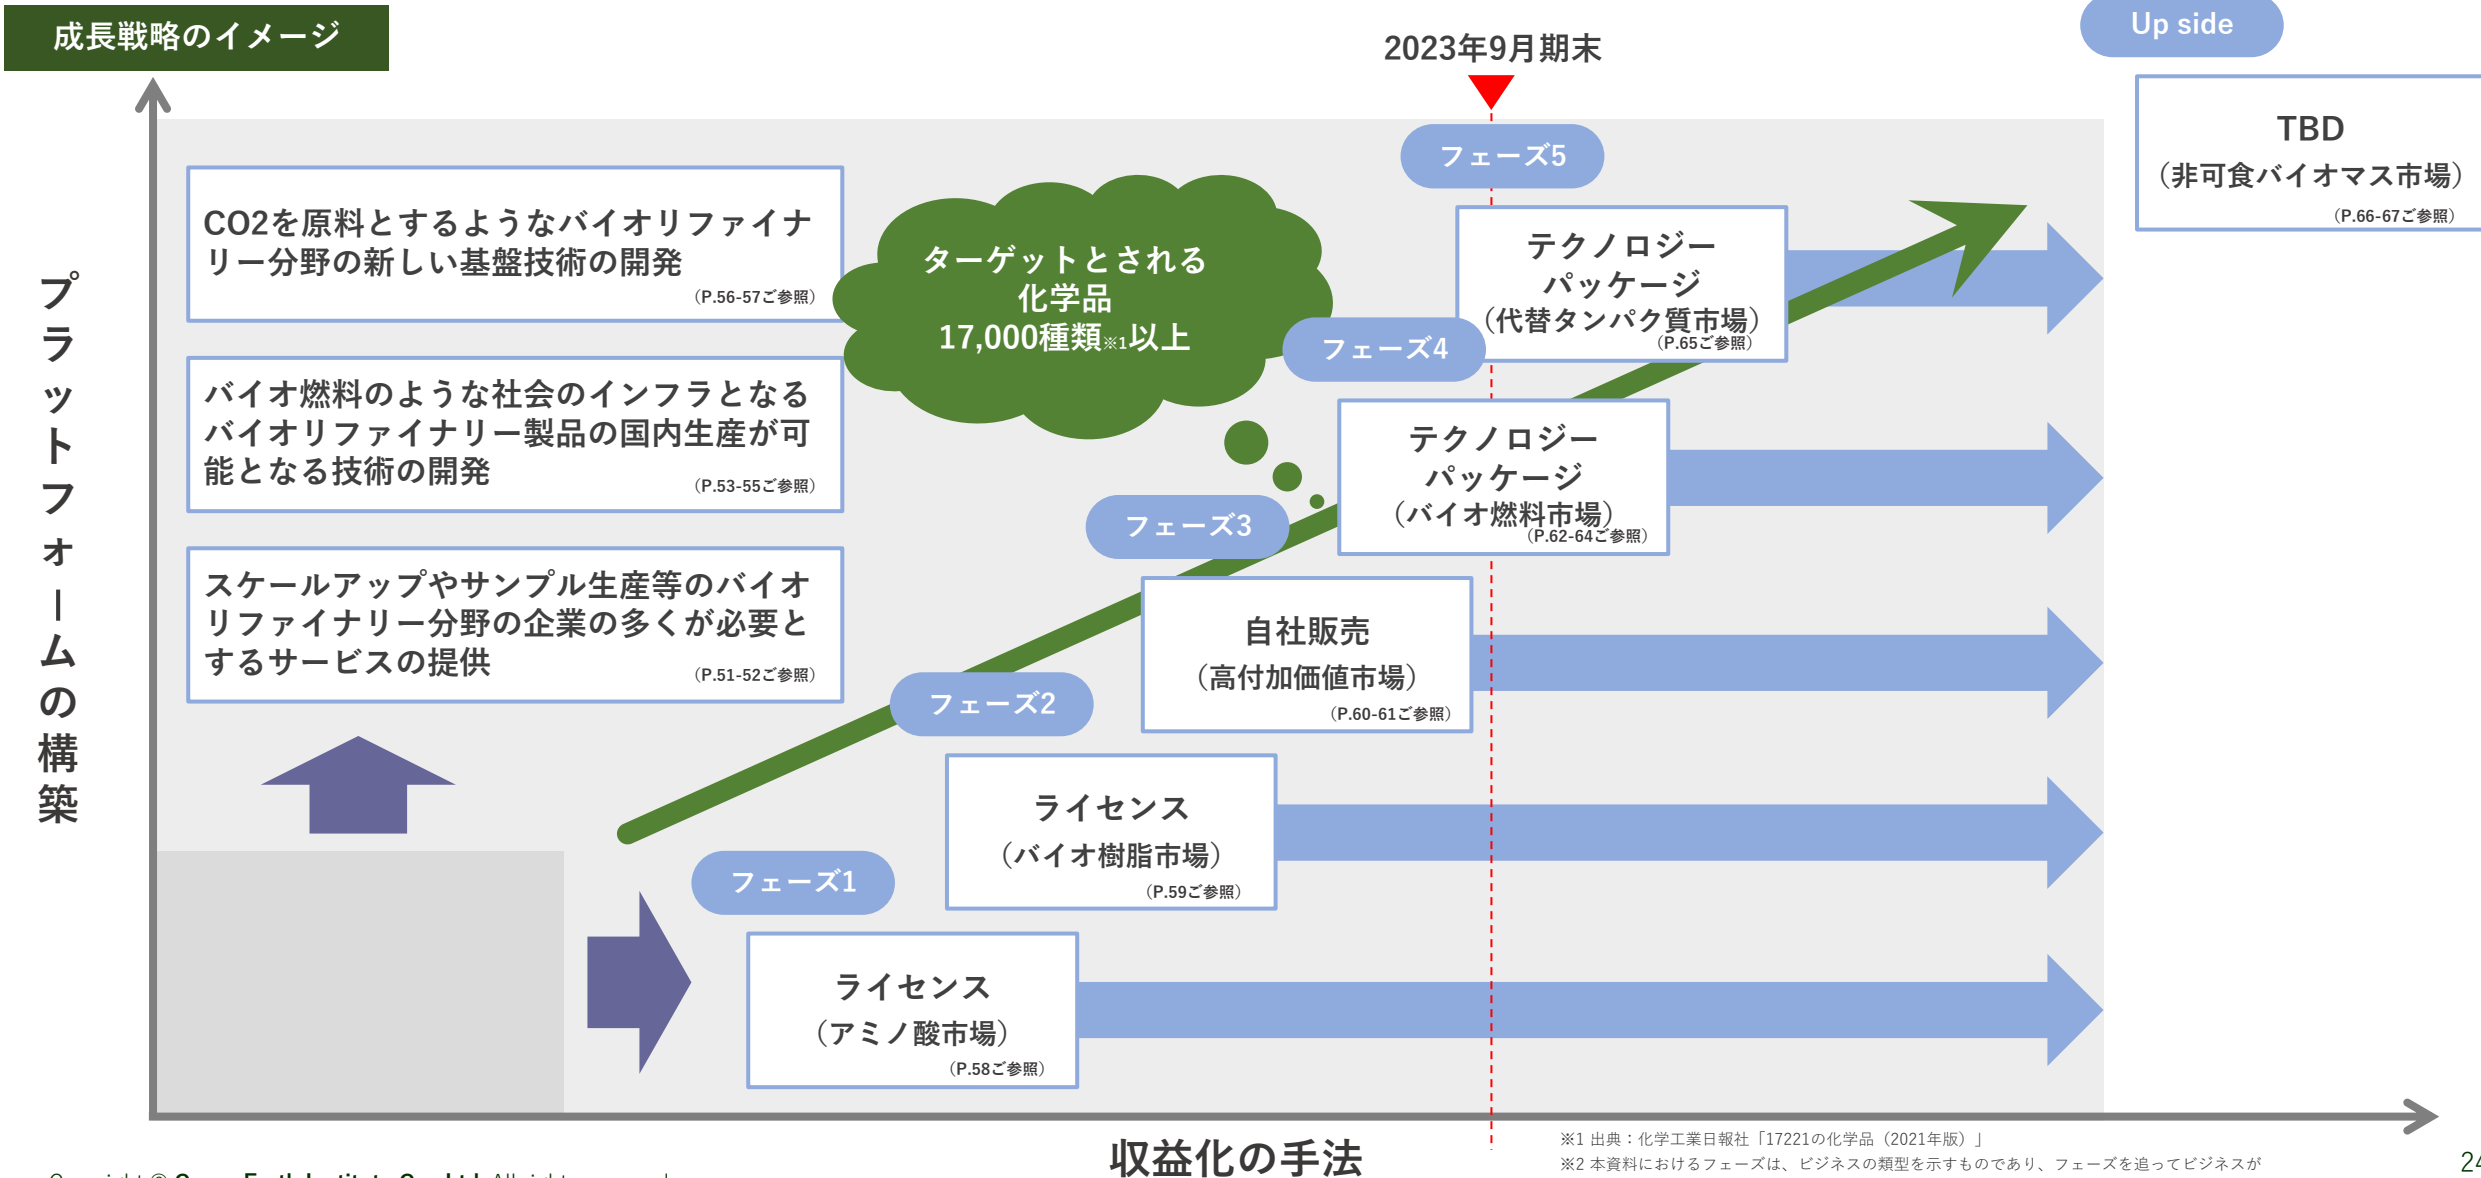 成長戦略のイメージ
2023年9月期末
Up side
TBD
（非可食バイオマス市場）
（P.66-67ご参照）
プラットフォームの構築
CO2を原料とするようなバイオリファイナ
リー分野の新しい基盤技術の開発
（P.56-57ご参照）
バイオ燃料のような社会のインフラとなる
バイオリファイナリー製品の国内生産が可
能となる技術の開発
（P.53-55ご参照）
スケールアップやサンプル生産等のバイオ
リファイナリー分野の企業の多くが必要と
するサービスの提供
（P.51-52ご参照）
ターゲットとされる
化学品
17,000種類※1以上
フェーズ5
テクノロジー
パッケージ
（代替タンパク質市場）
（P.65ご参照）
フェーズ4
テクノロジー
パッケージ
（バイオ燃料市場）
（P.62-64ご参照）
フェーズ3
自社販売
（高付加価値市場）
（P.60-61ご参照）
フェーズ2
ライセンス
（バイオ樹脂市場）
（P.59ご参照）
フェーズ1
ライセンス
（アミノ酸市場）
（P.58ご参照）
収益化の手法
※1 出典：化学工業日報社「17221の化学品（2021年版）」
※2 本資料におけるフェーズは、ビジネスの類型を示すものであり、フェーズを追ってビジネスが
24